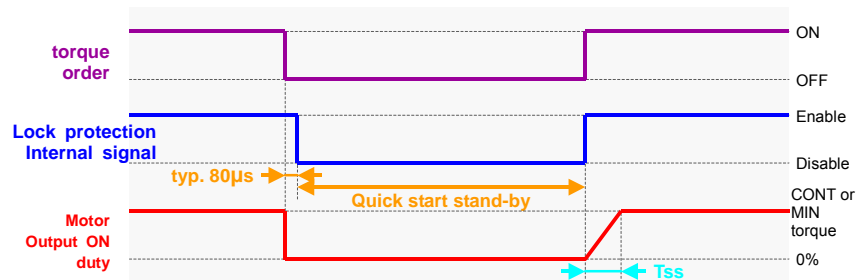 ON
torque
order
OFF
Enable
Lock protection
Internal signal
Disable
typ. 80µs
Quick start stand-by
CONT or
MIN
torque
Motor
Output ON
duty
0%
Tss